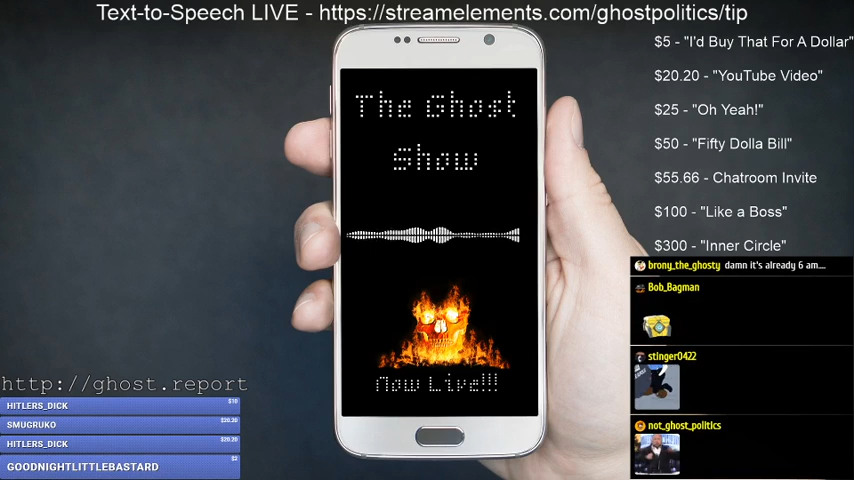 Text-to-Speech LIVE - https://streamelements.com/ghostpolitics/tip
$5 - "I'd Buy That For A Dollar"
$20.20 - "YouTube Video"
$25 - "Oh Yeah!"
$50 - "Fifty Dolla Bill"
$55.66 - Chatroom Invite
$100 - "Like a Boss"
$300 - "Inner Circle"
The Ghost
Show
Now Live!!!
brony_the_ghosty damn it's already 6 am....
Bob_Bagman
stinger0422
not_ghost_politics
http://ghost.report
HITLERS_DICK $10
SMUGRUKO $20.20
HITLERS_DICK $20.20
GOODNIGHTLITTLEBASTARD $2